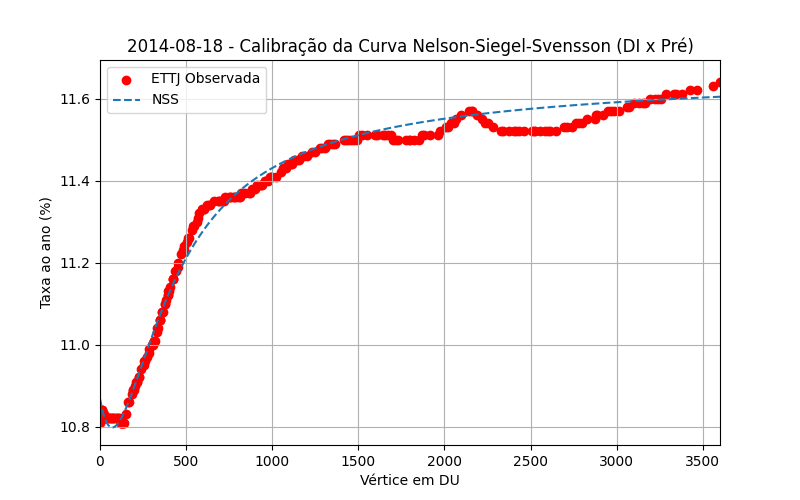 2014-08-18 - Calibração da Curva Nelson-Siegel-Svensson (DI x Pré)
ETTJ Observada
NSS
Taxa ao ano (%)
11.6
11.4
11.2
11.0
10.8
0 500 1000 1500 2000 2500 3000 3500
Vértice em DU